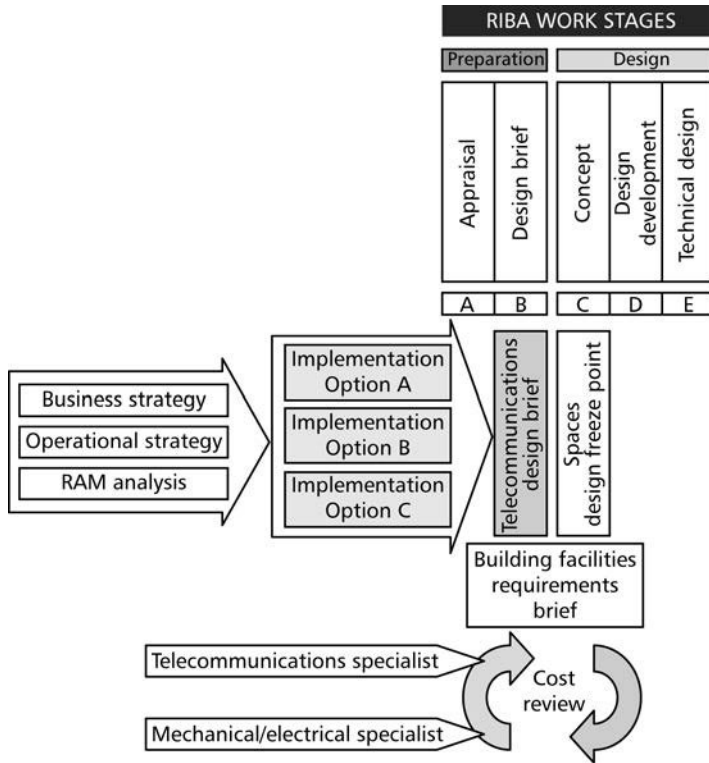 RIBA WORK STAGES
Preparation
Design
Appraisal
Design brief
Concept
Design
development
Technical design
A
B
C
D
E
Business strategy
Operational strategy
RAM analysis
Implementation
Option A
Implementation
Option B
Implementation
Option C
Telecommunications
design brief
Spaces
design freeze point
Building facilities
requirements
brief
Telecommunications specialist
Mechanical/electrical specialist
Cost
review